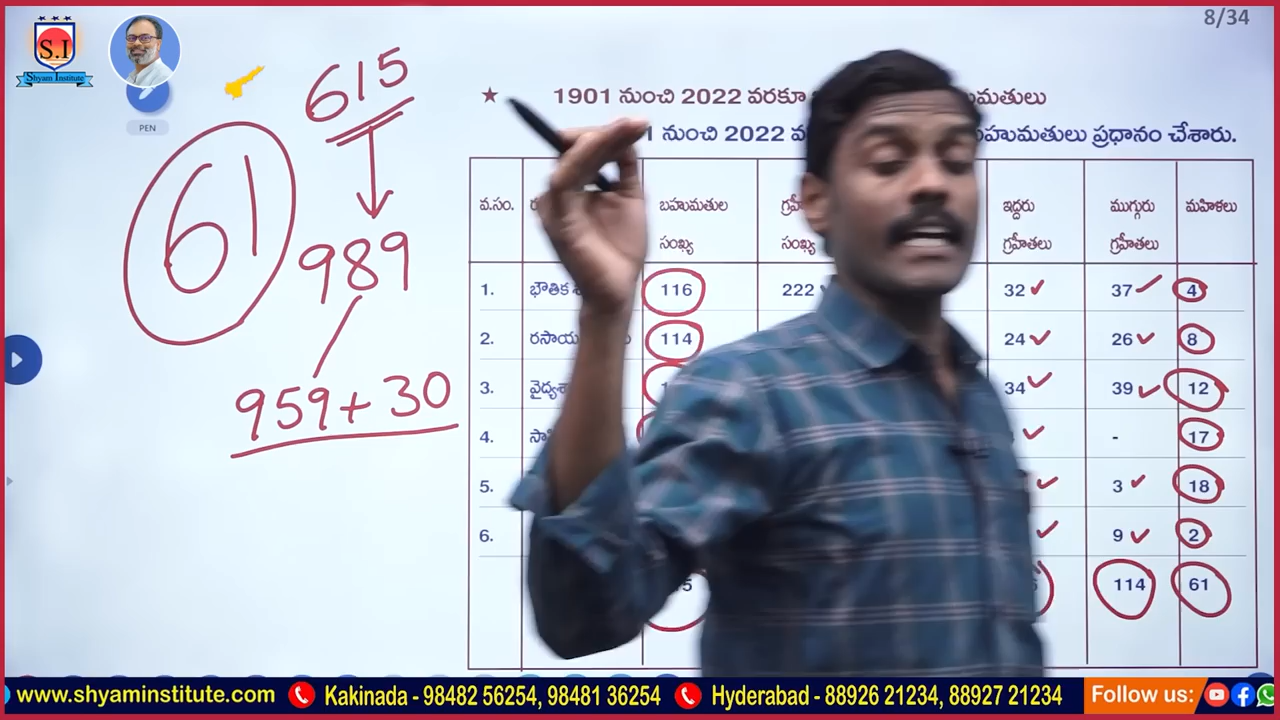 8/34
S.I
Shyam Institute
PEN
615
61
989
959+ 30
★ 1901 నుంచి 2022 వరకూ
నుంచి 2022 బహుమతులు ప్రధానం చేశారు.
వ.సం. బహుమతుల సంఖ్య సంఖ్య ఇద్దరు గ్రహీతలు ముగ్గురు గ్రహీతలు మహిళలు
1. భౌతిక 116 222 32 37 4
2. 114 24 26 8
3. 34 39 12
4. - 17
5. 3 18
6. 9 2
114 61
www.shyaminstitute.com Kakinada - 98482 56254, 98481 36254 Hyderabad - 88926 21234, 88927 21234 Follow us: